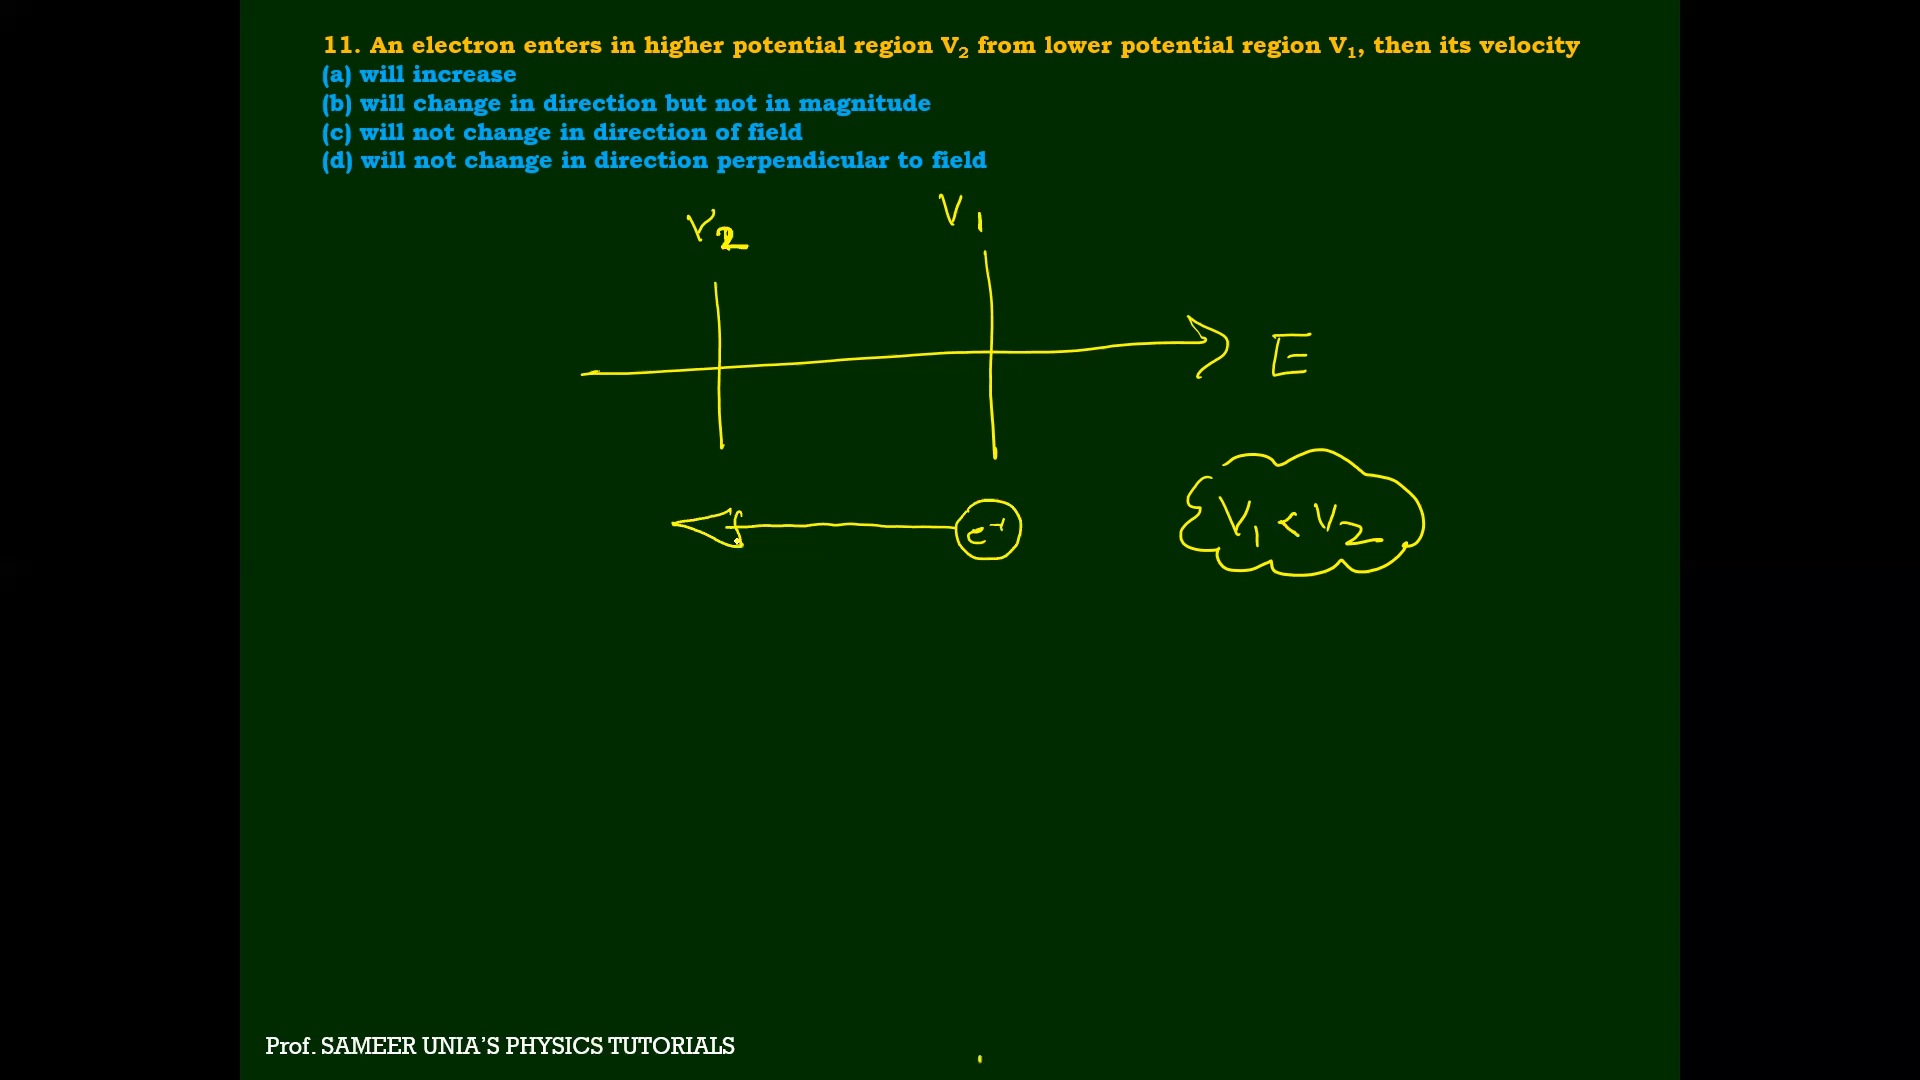 11. An electron enters in higher potential region V₂ from lower potential region V₁, then its velocity
(a) will increase
(b) will change in direction but not in magnitude
(c) will not change in direction of field
(d) will not change in direction perpendicular to field
V₂ V₁
E
e⁻
V₁ < V₂
Prof. SAMEER UNIA’S PHYSICS TUTORIALS